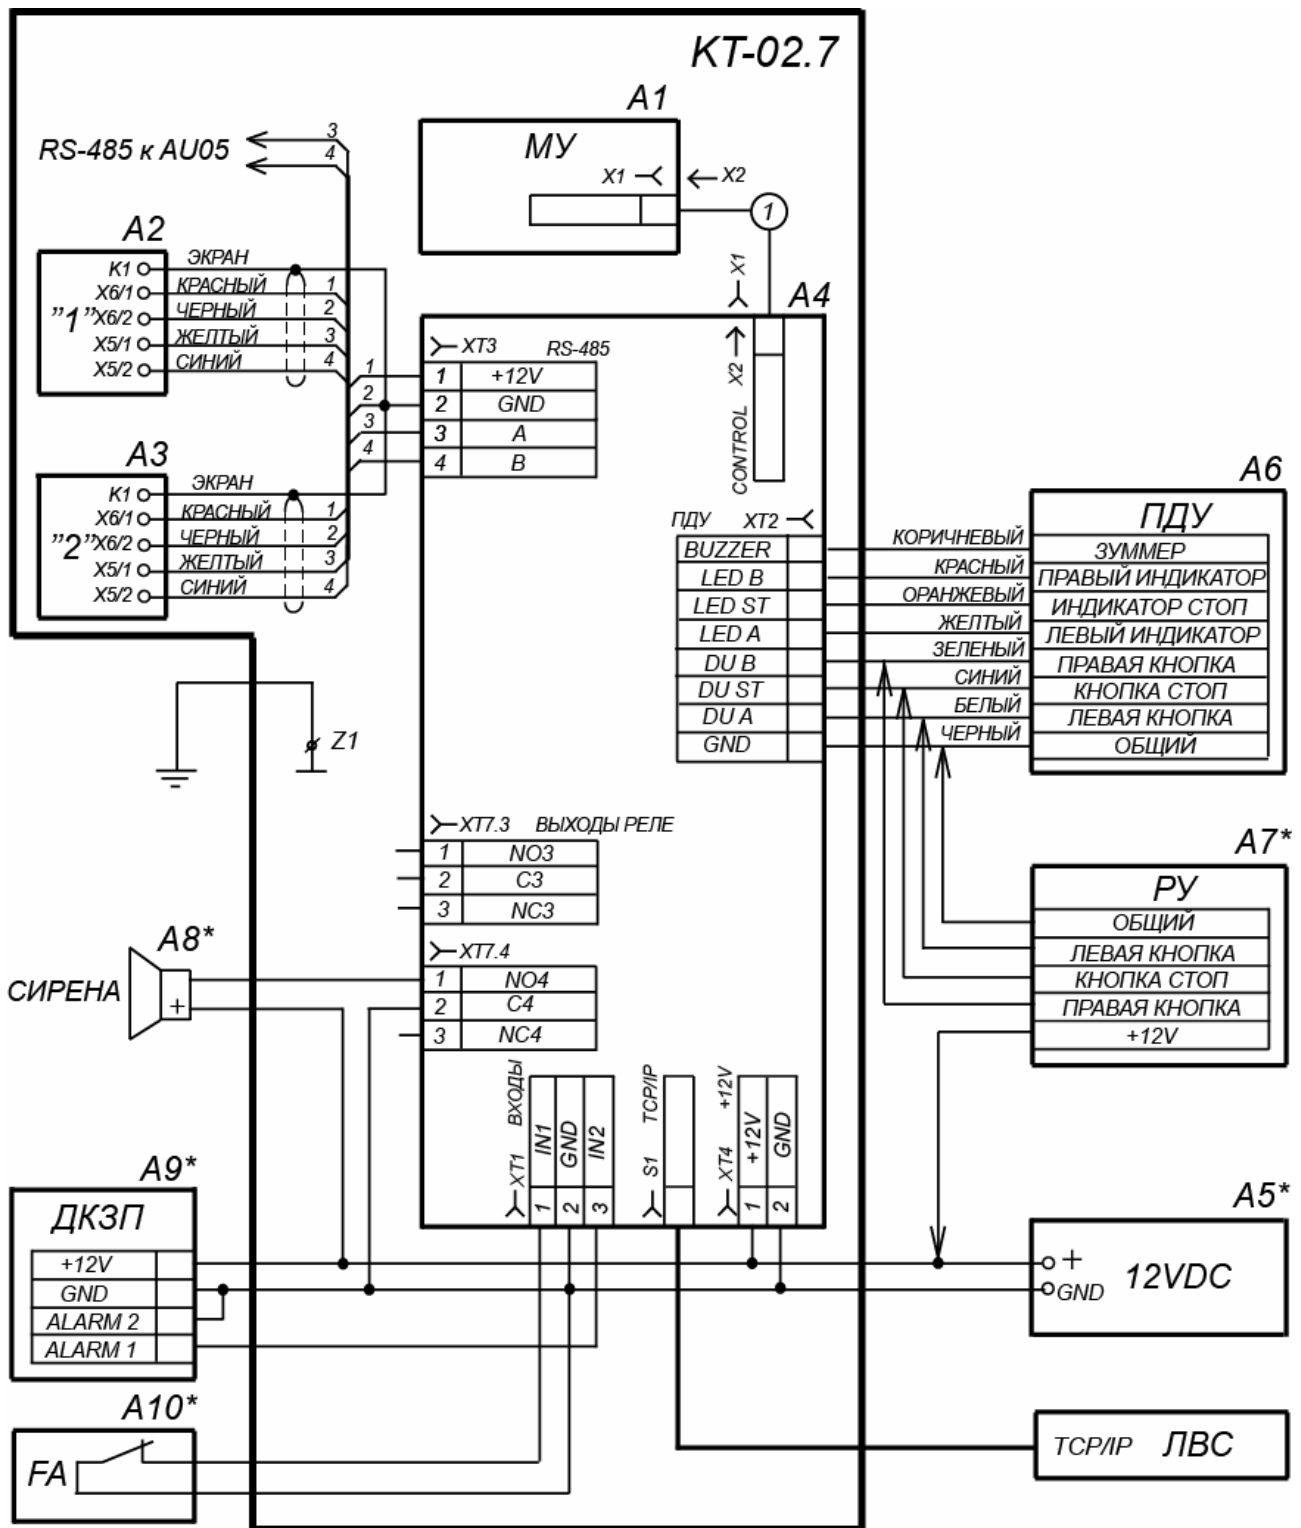 KT-02.7
A1
МУ
X1
X2
1
RS-485 к AU05
3
4
A2
"1"
K1
X6/1
X6/2
X5/1
X5/2
ЭКРАН
КРАСНЫЙ
ЧЕРНЫЙ
ЖЕЛТЫЙ
СИНИЙ
1
2
3
4
A3
"2"
K1
X6/1
X6/2
X5/1
X5/2
ЭКРАН
КРАСНЫЙ
ЧЕРНЫЙ
ЖЕЛТЫЙ
СИНИЙ
1
2
3
4
1
2
3
4
A4
XT3 RS-485
1 +12V
2 GND
3 A
4 B
X1
X2
CONTROL
ПДУ XT2
BUZZER
LED B
LED ST
LED A
DU B
DU ST
DU A
GND
КОРИЧНЕВЫЙ
КРАСНЫЙ
ОРАНЖЕВЫЙ
ЖЕЛТЫЙ
ЗЕЛЕНЫЙ
СИНИЙ
БЕЛЫЙ
ЧЕРНЫЙ
A6
ПДУ
ЗУММЕР
ПРАВЫЙ ИНДИКАТОР
ИНДИКАТОР СТОП
ЛЕВЫЙ ИНДИКАТОР
ПРАВАЯ КНОПКА
КНОПКА СТОП
ЛЕВАЯ КНОПКА
ОБЩИЙ
Z1
XT7.3 ВЫХОДЫ РЕЛЕ
1 NO3
2 C3
3 NC3
XT7.4
1 NO4
2 C4
3 NC4
A7*
РУ
ОБЩИЙ
ЛЕВАЯ КНОПКА
КНОПКА СТОП
ПРАВАЯ КНОПКА
+12V
A8*
СИРЕНА
+
XT1 ВХОДЫ
1 IN1
2 GND
3 IN2
S1 TCP/IP
XT4 +12V
1 +12V
2 GND
A9*
ДКЗП
+12V
GND
ALARM 2
ALARM 1
A5*
+
GND
12VDC
A10*
FA
TCP/IP ЛВС